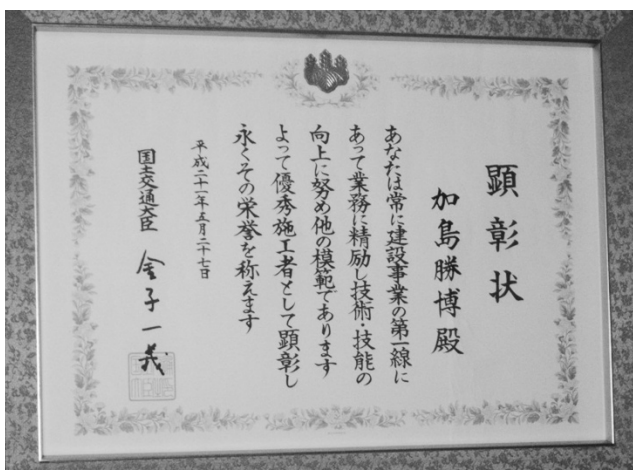 顕彰状
加島勝博殿
あなたは常に建設事業の第一線に
あって業務に精励し技術・技能の
向上に努め他の模範であります
よって優秀施工者として顕彰し
永くその栄誉を称えます
平成二十一年五月二十七日
国土交通大臣 金子一義